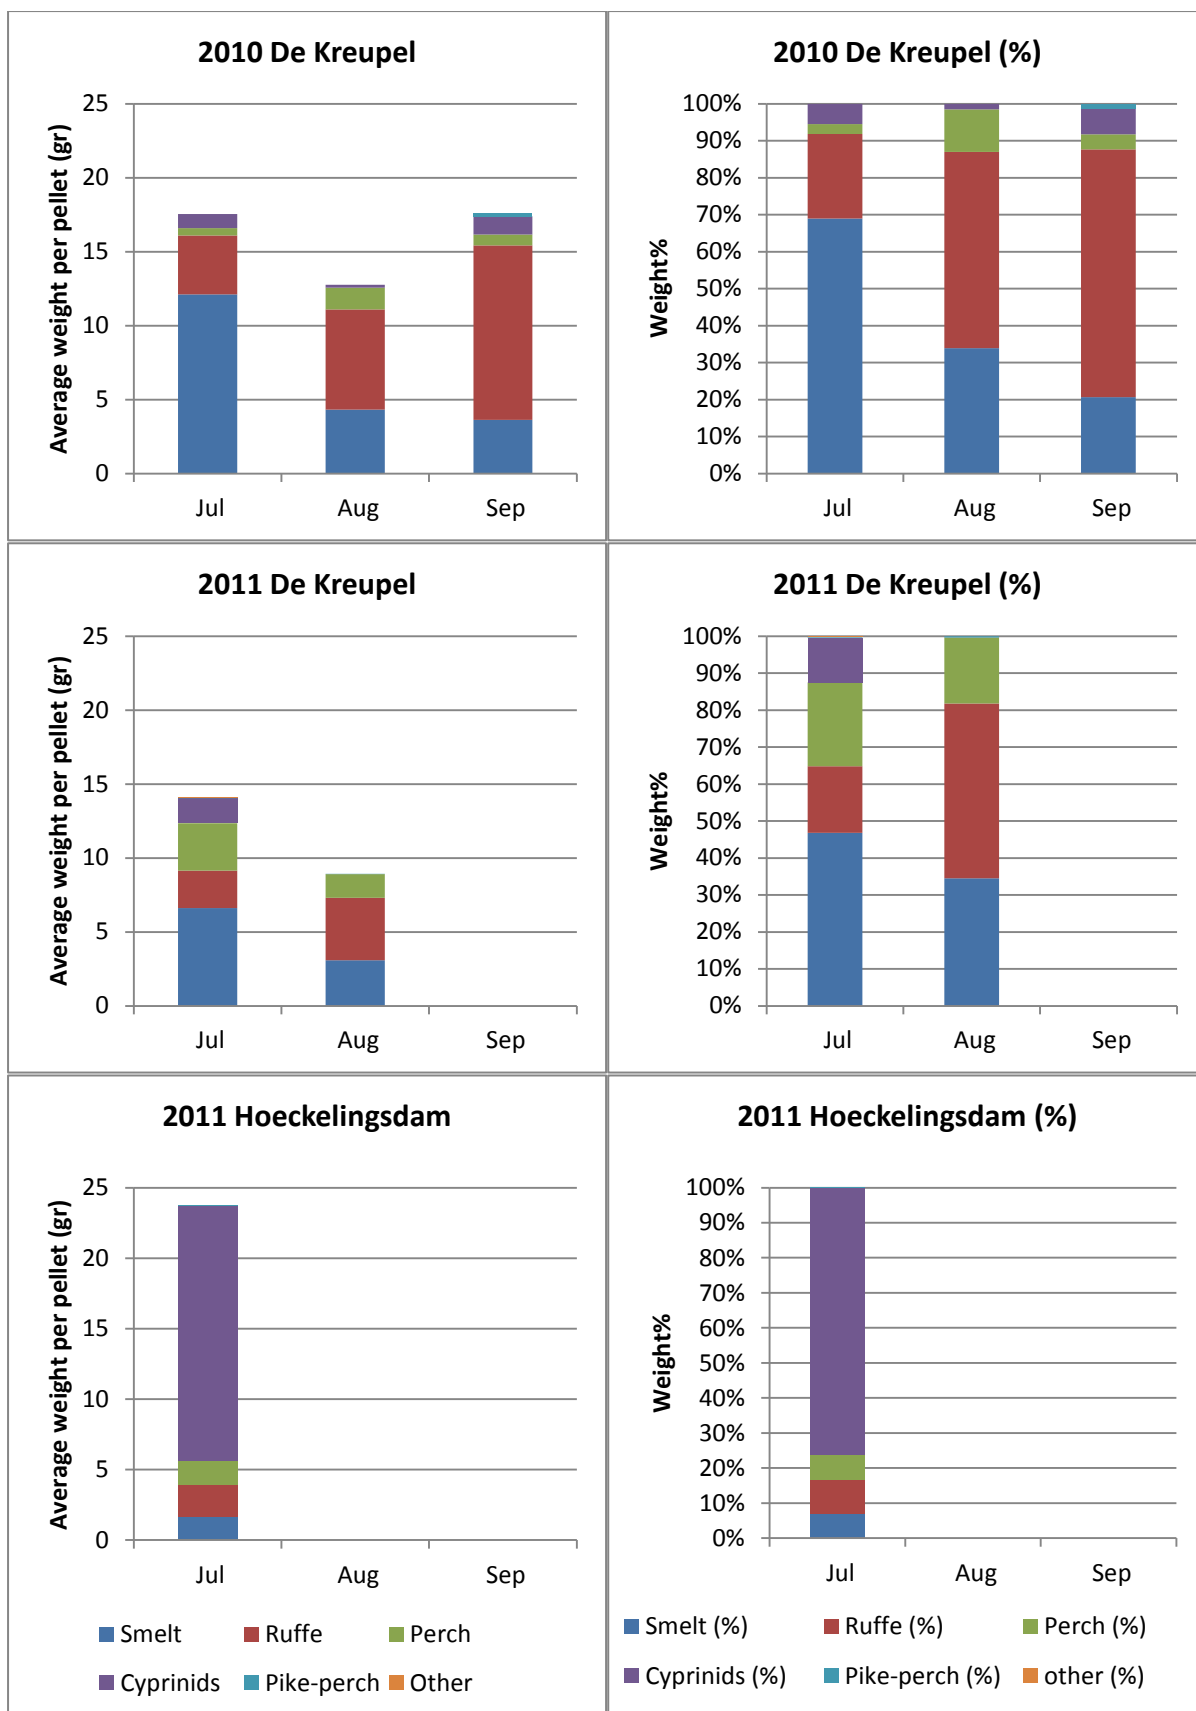 2010 De Kreupel
Average weight per pellet (gr)
25
20
15
10
5
0
Jul Aug Sep
2010 De Kreupel (%)
Weight%
100%
90%
80%
70%
60%
50%
40%
30%
20%
10%
0%
Jul Aug Sep
2011 De Kreupel
Average weight per pellet (gr)
25
20
15
10
5
0
Jul Aug Sep
2011 De Kreupel (%)
Weight%
100%
90%
80%
70%
60%
50%
40%
30%
20%
10%
0%
Jul Aug Sep
2011 Hoeckelingsdam
Average weight per pellet (gr)
25
20
15
10
5
0
Jul Aug Sep
Smelt Ruffe Perch
Cyprinids Pike-perch Other
2011 Hoeckelingsdam (%)
Weight%
100%
90%
80%
70%
60%
50%
40%
30%
20%
10%
0%
Jul Aug Sep
Smelt (%) Ruffe (%) Perch (%)
Cyprinids (%) Pike-perch (%) other (%)